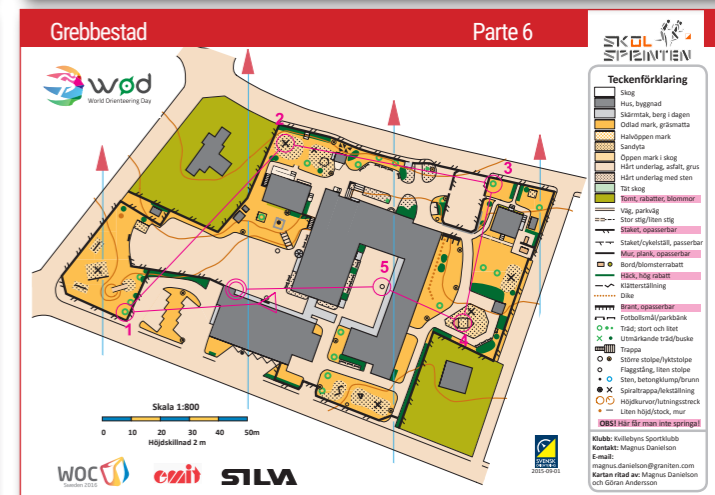 Grebbestad
Parte 6
SKOL
SPRINTEN
wød
World Orienteering Day
Teckenförklaring
Skog
Hus, byggnad
Skärmtak, berg i dagen
Odlad mark, gräsmatta
Halvöppen mark
Sandyta
Öppen mark i skog
Hårt underlag, asfalt, grus
Hårt underlag med sten
Tät skog
Tomt, rabatter, blommor
Väg, parkväg
Stor stig/liten stig
Staket, opasserbar
Staket/cykelställ, passerbar
Mur, plank, opasserbar
Bord/blomsterrabatt
Häck, hög rabatt
Klätterställning
Dike
Brant, opasserbar
Fotbollsmål/parkbänk
Träd; stort och litet
Utmärkande träd/buske
Trappa
Större stolpe/lyktstolpe
Flaggstång, liten stolpe
Sten, betongklump/brunn
Spiraltrappa/lekställning
Höjdkurvor/lutningsstreck
Liten höjd/stock, mur
OBS! Här får man inte springa!
Klubb: Kvillebyns Sportklubb
Kontakt: Magnus Danielson
E-mail:
magnus.danielson@graniten.com
Kartan ritad av: Magnus Danielson
och Göran Andersson
2
3
5
1
4
Skala 1:800
0 10 20 30 40 50m
Höjdskillnad 2 m
WOC
Sweden 2016
emit
SILVA
SVENSK
2015-09-01